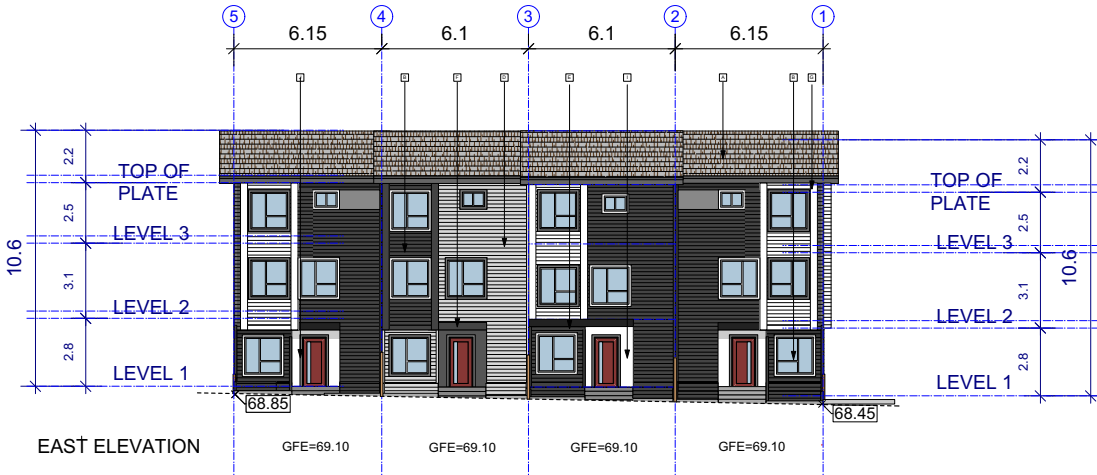 5 4 3 2 1
6.15 6.1 6.1 6.15
2.2
TOP OF
PLATE
2.5
LEVEL 3
10.6
3.1
LEVEL 2
2.8
LEVEL 1
68.85
2.2
TOP OF
PLATE
2.5
LEVEL 3
10.6
3.1
LEVEL 2
2.8
LEVEL 1
68.45
EAST ELEVATION
GFE=69.10 GFE=69.10 GFE=69.10 GFE=69.10